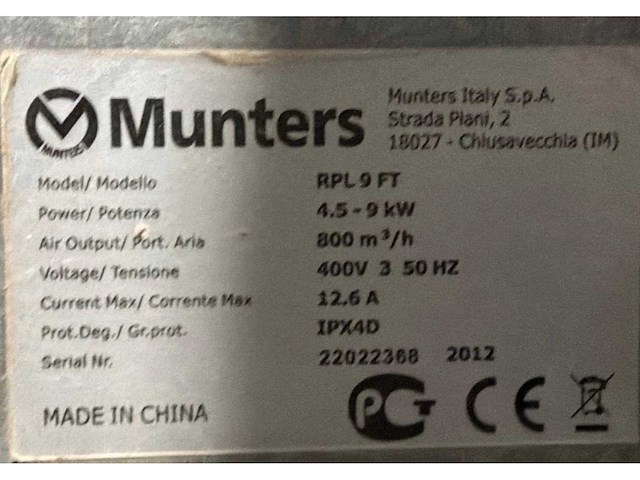 Munters
MUNTERS
Munters Italy S.p.A.
Strada Piani, 2
18027 - Chiusavecchia (IM)
Model/ Modello RPL 9 FT
Power/ Potenza 4.5 - 9 kW
Air Output/ Port. Aria 800 m³/h
Voltage/ Tensione 400V 3 50 HZ
Current Max/ Corrente Max 12.6 A
Prot.Deg./ Gr.prot. IPX4D
Serial Nr. 22022368 2012
MADE IN CHINA PCT CE